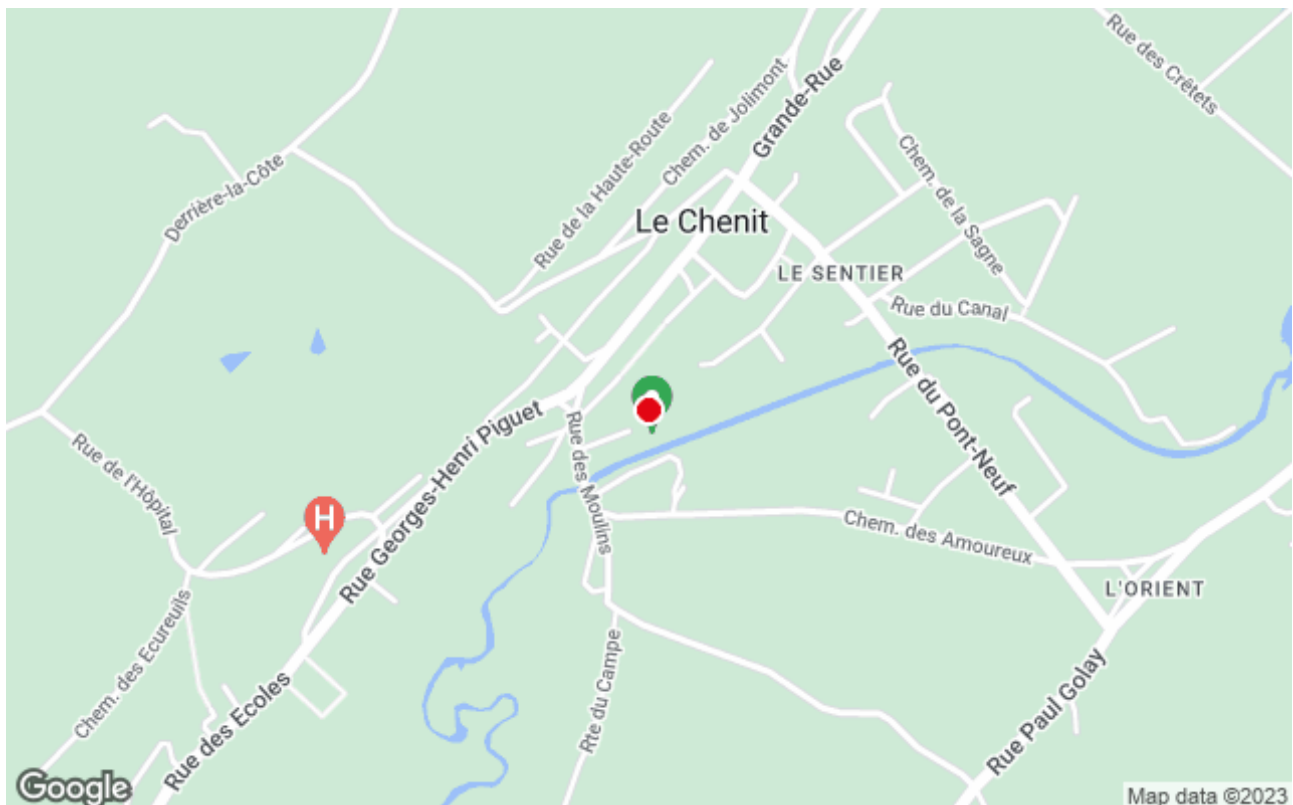 Rue des Crêtets
Grande-Rue
Chem. de Jolimont
Rue de la Haute-Route
Chem. de la Sagne
Derrière-la-Côte
Le Chenit
LE SENTIER
Rue du Canal
Rue du Pont-Neuf
Rue Georges-Henri Piguet
Rue des Moulins
Rue de l'Hôpital
H
Chem. des Amoureux
L'ORIENT
Chem. des Ecureuils
Rte du Campe
Rue Paul Golay
Rue des Ecoles
Google
Map data ©2023